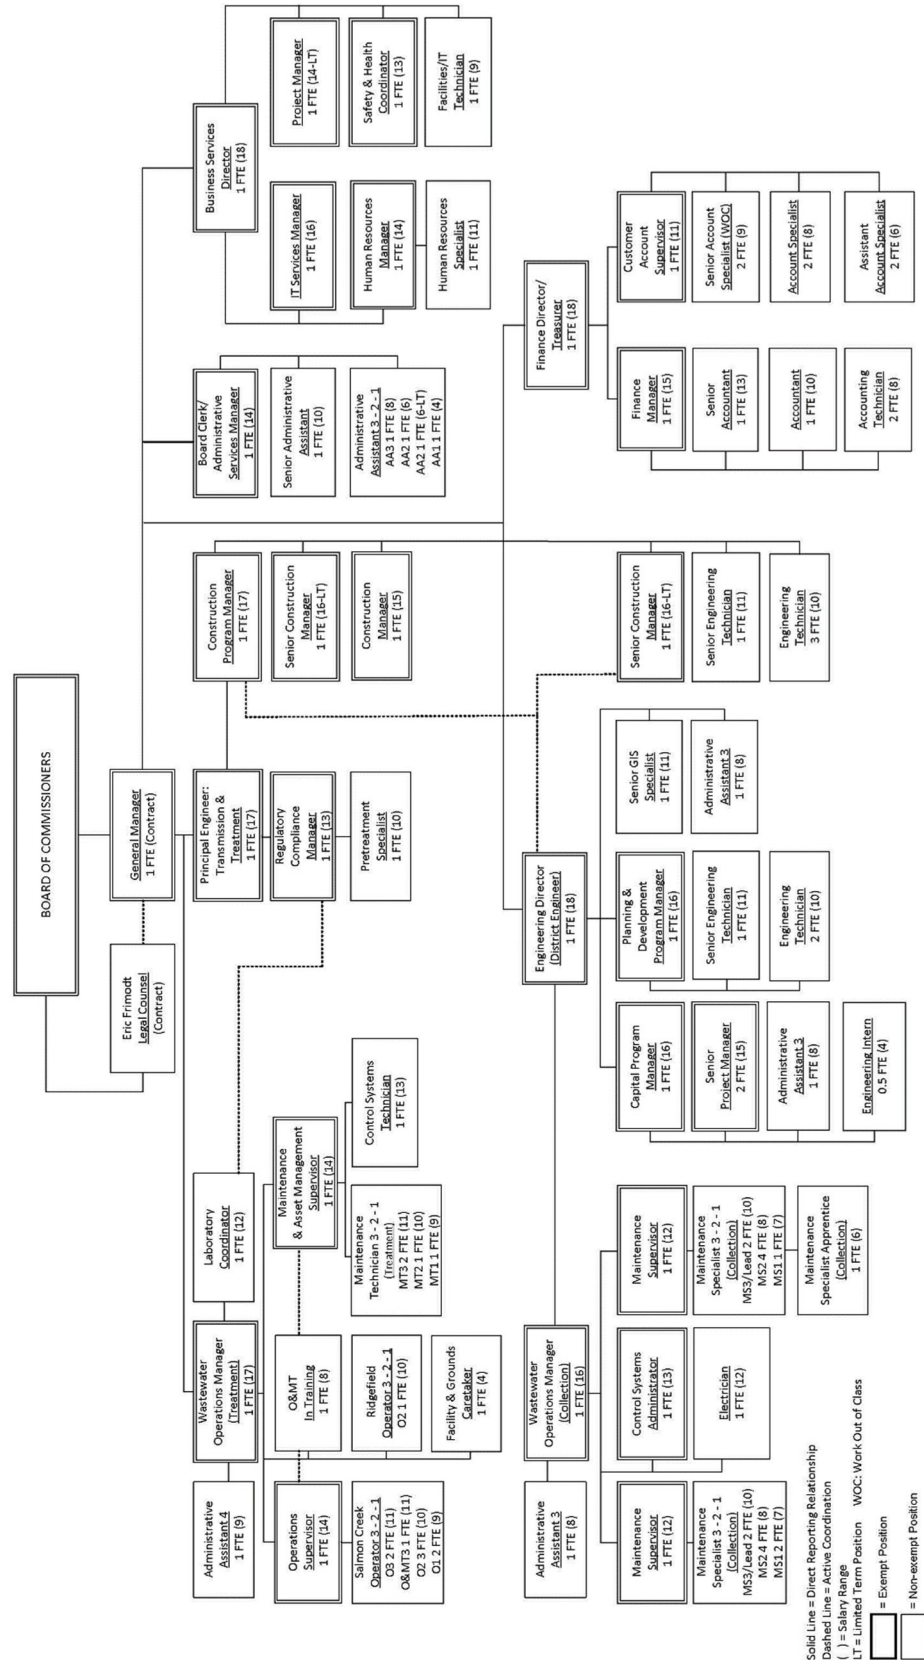 BOARD OF COMMISSIONERS
Eric Frimodt
Legal Counsel
(Contract)
General Manager
1 FTE (Contract)
Administrative
Assistant 4
1 FTE (9)
Wastewater
Operations Manager
(Treatment)
1 FTE (17)
Laboratory
Coordinator
1 FTE (12)
Principal Engineer:
Transmission &
Treatment
1 FTE (17)
Construction
Program Manager
1 FTE (17)
Board Clerk/
Administrative
Services Manager
1 FTE (14)
Business Services
Director
1 FTE (18)
Operations
Supervisor
1 FTE (14)
O&MT
In Training
1 FTE (8)
Maintenance
& Asset Management
Supervisor
1 FTE (14)
Regulatory
Compliance
Manager
1 FTE (13)
Senior Construction
Manager
1 FTE (16-LT)
Senior Administrative
Assistant
1 FTE (10)
IT Services Manager
1 FTE (16)
Project Manager
1 FTE (14-LT)
Salmon Creek
Operator 3 - 2 - 1
O3 2 FTE (11)
O&MT3 1 FTE (11)
O2 3 FTE (10)
O1 2 FTE (9)
Ridgefield
Operator 3 - 2 - 1
O2 1 FTE (10)
Maintenance
Technician 3 - 2 - 1
(Treatment)
MT3 2 FTE (11)
MT2 1 FTE (10)
MT1 1 FTE (9)
Control Systems
Technician
1 FTE (13)
Pretreatment
Specialist
1 FTE (10)
Construction
Manager
1 FTE (15)
Administrative
Assistant 3 - 2 - 1
AA3 1 FTE (8)
AA2 1 FTE (6)
AA2 1 FTE (6-LT)
AA1 1 FTE (4)
Human Resources
Manager
1 FTE (14)
Safety & Health
Coordinator
1 FTE (13)
Facility & Grounds
Caretaker
1 FTE (4)
Human Resources
Specialist
1 FTE (11)
Facilities/IT
Technician
1 FTE (9)
Administrative
Assistant 3
1 FTE (8)
Wastewater
Operations Manager
(Collection)
1 FTE (16)
Engineering Director
(District Engineer)
1 FTE (18)
Finance Director/
Treasurer
1 FTE (18)
Maintenance
Supervisor
1 FTE (12)
Control Systems
Administrator
1 FTE (13)
Maintenance
Supervisor
1 FTE (12)
Capital Program
Manager
1 FTE (16)
Planning &
Development
Program Manager
1 FTE (16)
Senior GIS
Specialist
1 FTE (11)
Senior Construction
Manager
1 FTE (16-LT)
Finance
Manager
1 FTE (15)
Customer
Account
Supervisor
1 FTE (11)
Maintenance
Specialist 3 - 2 - 1
(Collection)
MS3/Lead 2 FTE (10)
MS2 4 FTE (8)
MS1 2 FTE (7)
Electrician
1 FTE (12)
Maintenance
Specialist 3 - 2 - 1
(Collection)
MS3/Lead 2 FTE (10)
MS2 4 FTE (8)
MS1 1 FTE (7)
Senior
Project Manager
2 FTE (15)
Senior Engineering
Technician
1 FTE (11)
Administrative
Assistant 3
1 FTE (8)
Senior Engineering
Technician
1 FTE (11)
Senior
Accountant
1 FTE (13)
Senior Account
Specialist (WOC)
2 FTE (9)
Maintenance
Specialist Apprentice
(Collection)
1 FTE (6)
Administrative
Assistant 3
1 FTE (8)
Engineering
Technician
2 FTE (10)
Engineering
Technician
3 FTE (10)
Accountant
1 FTE (10)
Account Specialist
2 FTE (8)
Engineering Intern
0.5 FTE (4)
Accounting
Technician
2 FTE (8)
Assistant
Account Specialist
2 FTE (6)
Solid Line = Direct Reporting Relationship
Dashed Line = Active Coordination
( ) = Salary Range
LT = Limited Term Position WOC: Work Out of Class
= Exempt Position
= Non-exempt Position